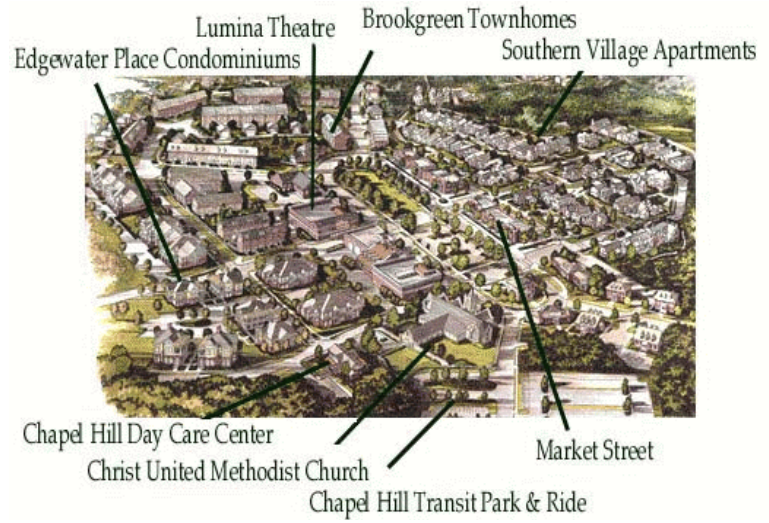 Lumina Theatre
Brookgreen Townhomes
Edgewater Place Condominiums
Southern Village Apartments
Chapel Hill Day Care Center
Christ United Methodist Church
Market Street
Chapel Hill Transit Park & Ride